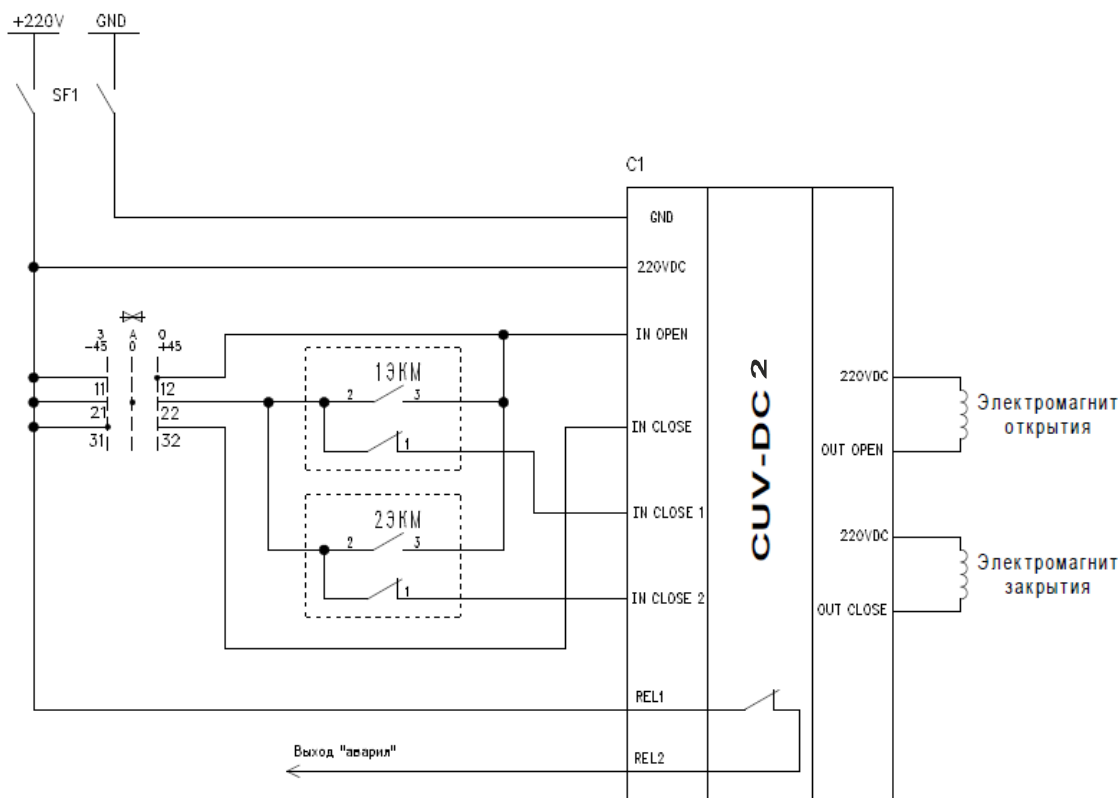 +220V GND
SF1
C1
GND
220VDC
IN OPEN
З А О
-45 0 +45
11 12
21 22
31 32
1ЭКМ
2 3
1
IN CLOSE
IN CLOSE 1
2ЭКМ
2 3
1
IN CLOSE 2
CUV-DC 2
220VDC
Электромагнит
открытия
OUT OPEN
220VDC
Электромагнит
закрытия
OUT CLOSE
REL1
Выход "аварил"
REL2